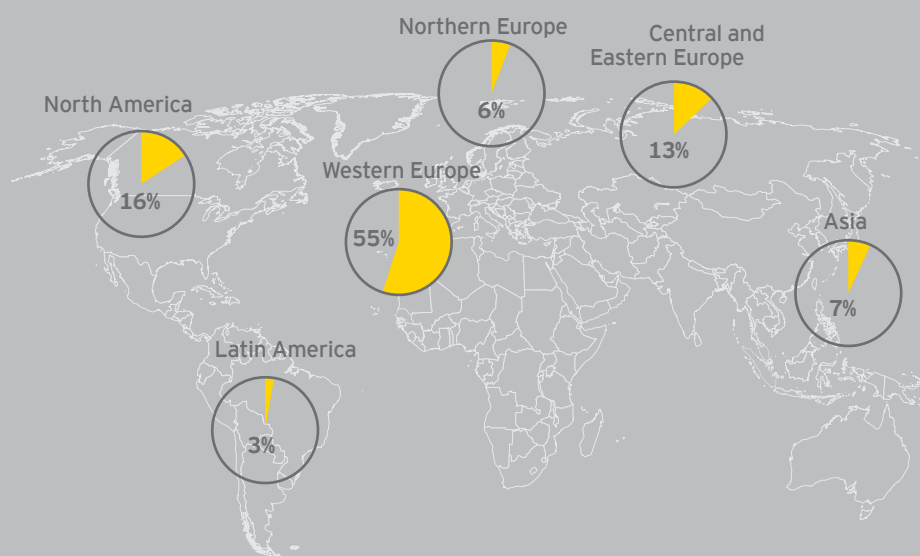 Northern Europe
6%
Central and
Eastern Europe
13%
North America
16%
Western Europe
55%
Asia
7%
Latin America
3%